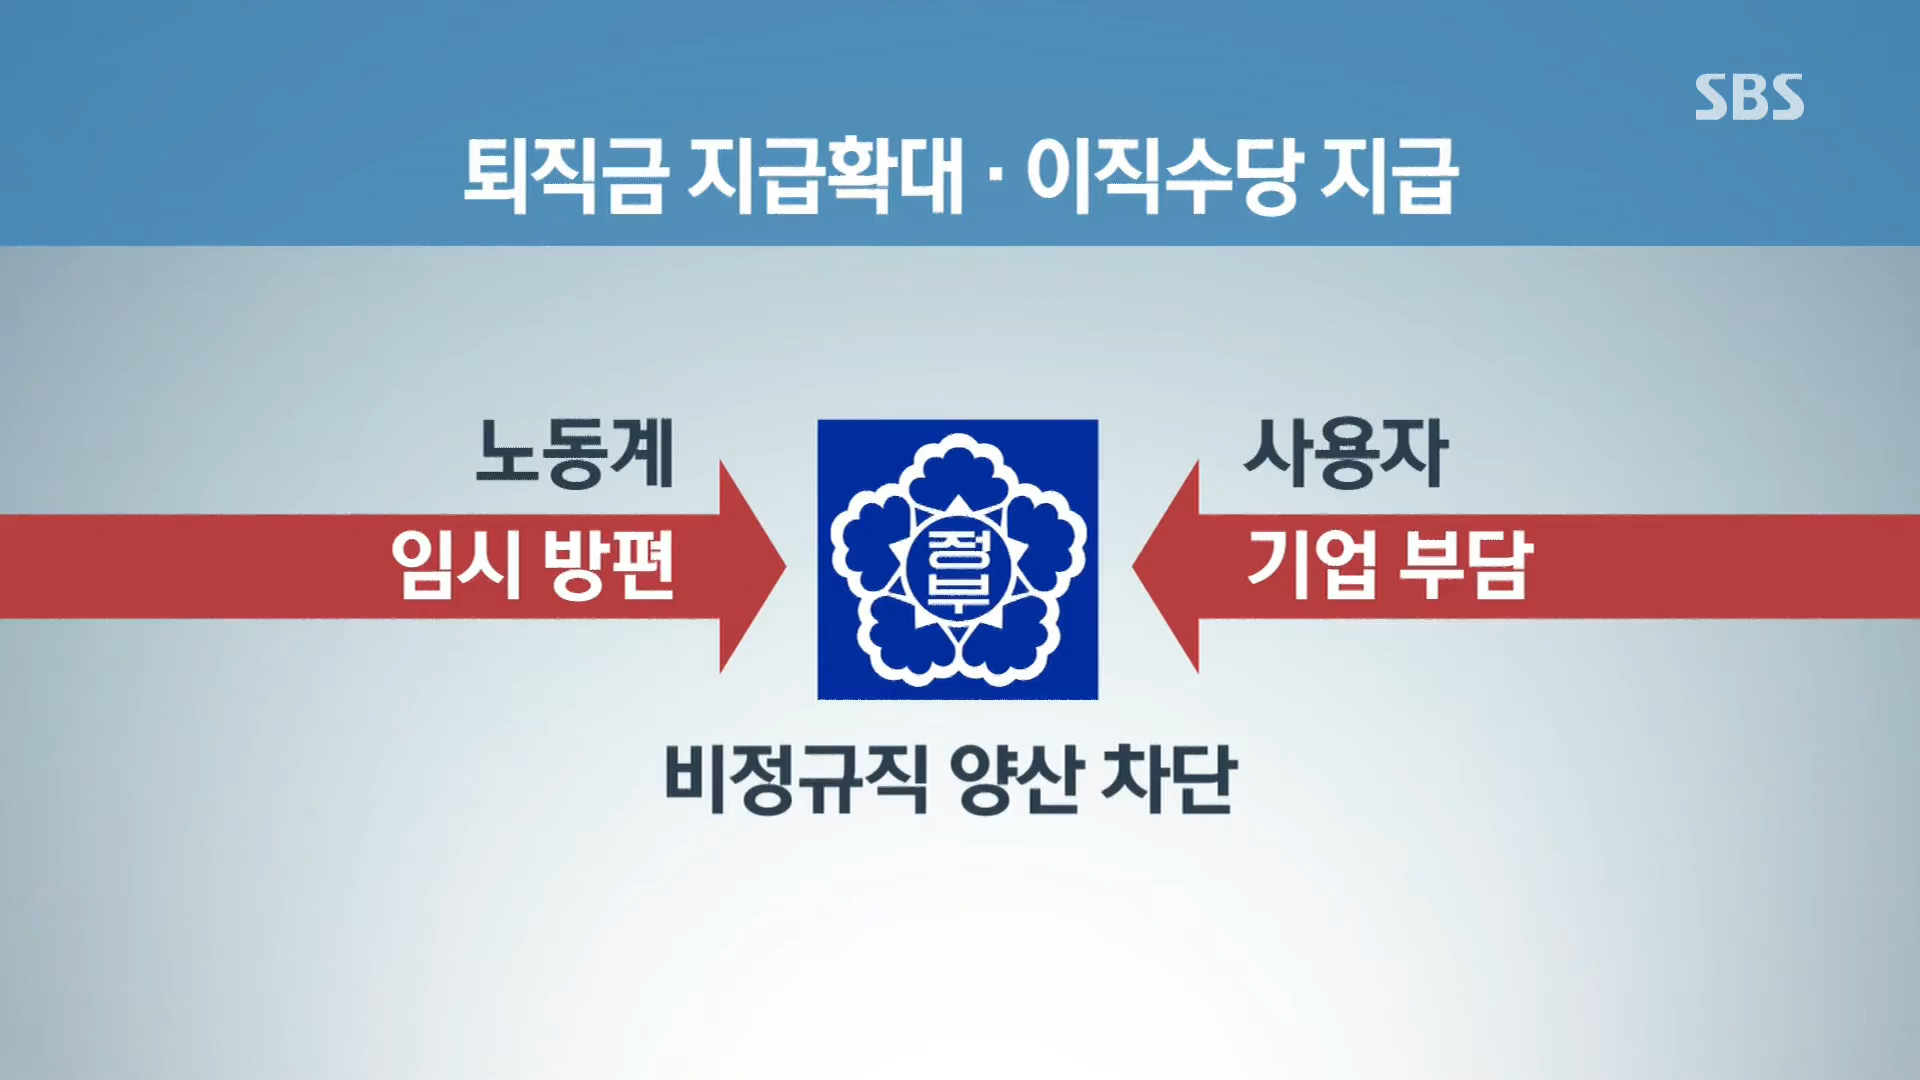 SBS
퇴직금 지급확대 · 이직수당 지급
노동계
임시 방편
정부
사용자
기업 부담
비정규직 양산 차단